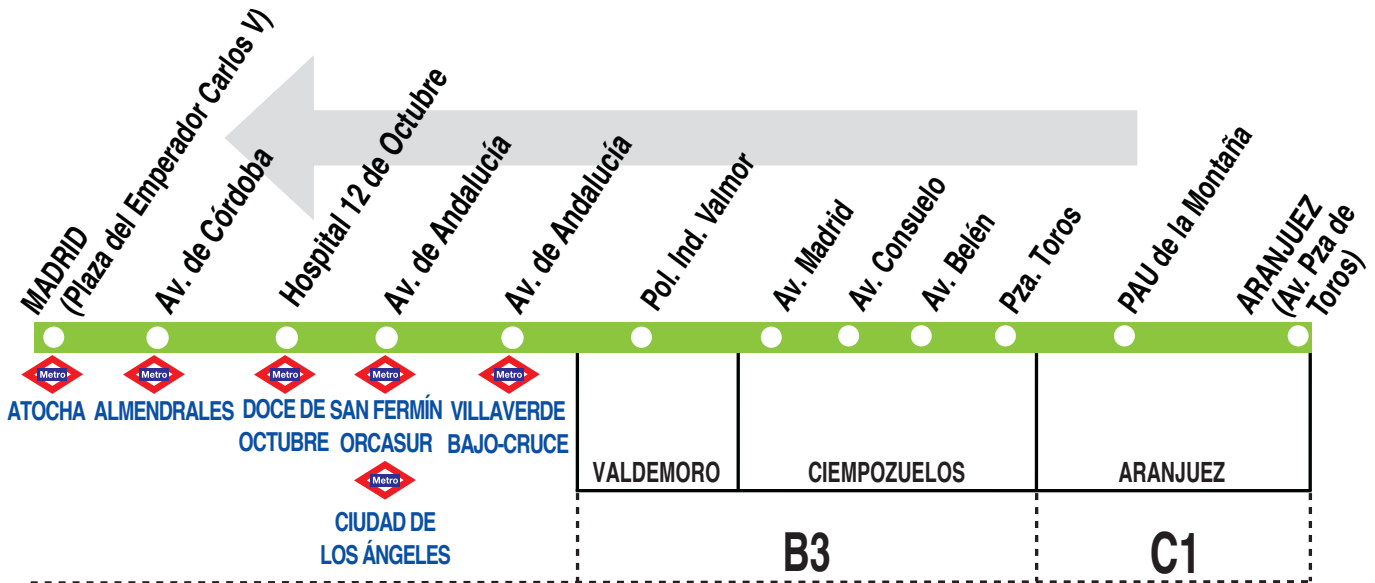 MADRID
(Plaza del Emperador Carlos V)
Av. de Córdoba
Hospital 12 de Octubre
Av. de Andalucía
Av. de Andalucía
Pol. Ind. Valmor
Av. Madrid
Av. Consuelo
Av. Belén
Pza. Toros
PAU de la Montaña
ARANJUEZ
(Av. Pza de
Toros)
Metro
Metro
Metro
Metro
Metro
ATOCHA
ALMENDRALES
DOCE DE
OCTUBRE
SAN FERMÍN
ORCASUR
VILLAVERDE
BAJO-CRUCE
Metro
CIUDAD DE
LOS ÁNGELES
VALDEMORO
CIEMPOZUELOS
ARANJUEZ
B3
C1